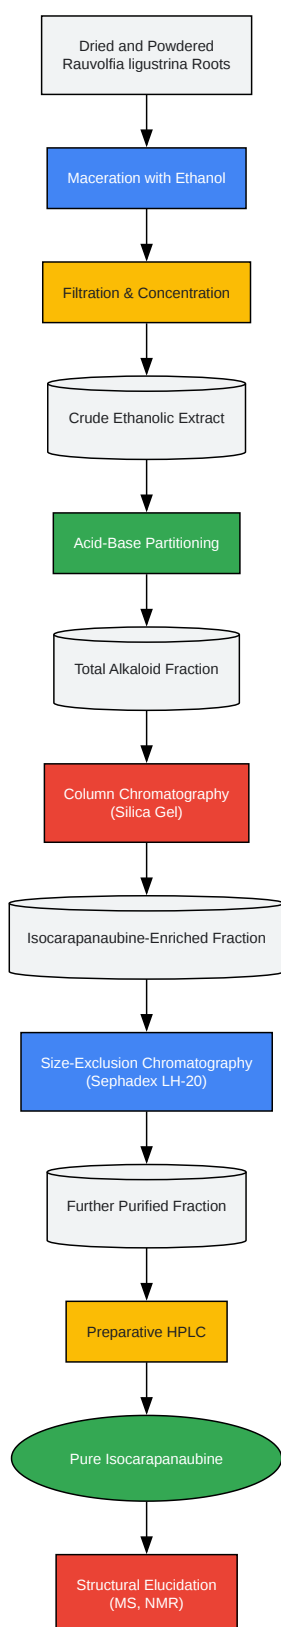 Dried and Powdered
Rauvolfia ligustrina Roots
Maceration with Ethanol
Filtration & Concentration
Crude Ethanolic Extract
Acid-Base Partitioning
Total Alkaloid Fraction
Column Chromatography
(Silica Gel)
Isocarapanaubine-Enriched Fraction
Size-Exclusion Chromatography
(Sephadex LH-20)
Further Purified Fraction
Preparative HPLC
Pure Isocarapanaubine
Structural Elucidation
(MS, NMR)